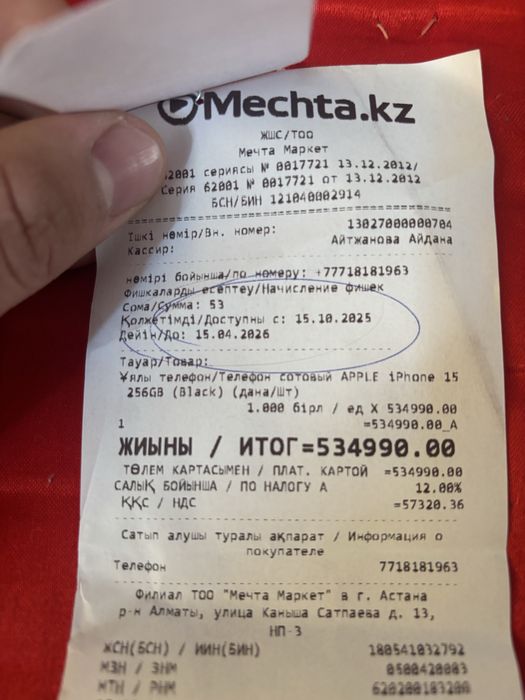 Mechta.kz
ЖШС/ТОО
Мечта Маркет
62001 сериясы № 0017721 13.12.2012/
Серия 62001 № 0017721 от 13.12.2012
БСН/БИН 121040002914
Ішкі нөмір/Вн. номер: 13027000000704
Кассир: Айтжанова Айдана
нөмірі бойынша/по номеру: +77718181963
Фишкаларды есептеу/Начисление фишек
Сома/Сумма: 53
Қолжетімді/Доступны с: 15.10.2025
Дейін/До: 15.04.2026
Тауар/Товар:
Ұялы телефон/Телефон сотовый APPLE iPhone 15
256GB (Black) (дана/шт)
1.000 бірл / ед X 534990.00
1 =534990.00_А
ЖИЫНЫ / ИТОГ=534990.00
ТӨЛЕМ КАРТАСЫМЕН / ПЛАТ. КАРТОЙ =534990.00
САЛЫҚ БОЙЫНША / ПО НАЛОГУ А 12.00%
ҚҚС / НДС =57320.36
Сатып алушы туралы ақпарат / Информация о
покупателе
Телефон 7718181963
Филиал ТОО "Мечта Маркет" в г. Астана
р-н Алматы, улица Каныша Сатпаева д. 13,
НП-3
ЖСН(БСН) / ИИН(БИН) 180541032792
МЗН / ЗНМ 0500420003
МТН / РНМ 620200103200